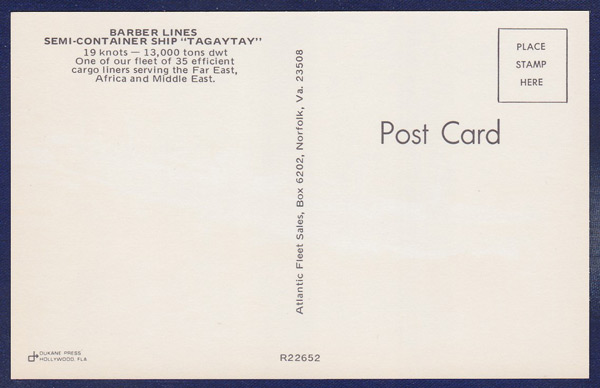 BARBER LINES
SEMI-CONTAINER SHIP "TAGAYTAY"
19 knots — 13,000 tons dwt
One of our fleet of 35 efficient
cargo liners serving the Far East,
Africa and Middle East.
Atlantic Fleet Sales, Box 6202, Norfolk, Va. 23508
PLACE
STAMP
HERE
Post Card
DUKANE PRESS
HOLLYWOOD, FLA
R22652